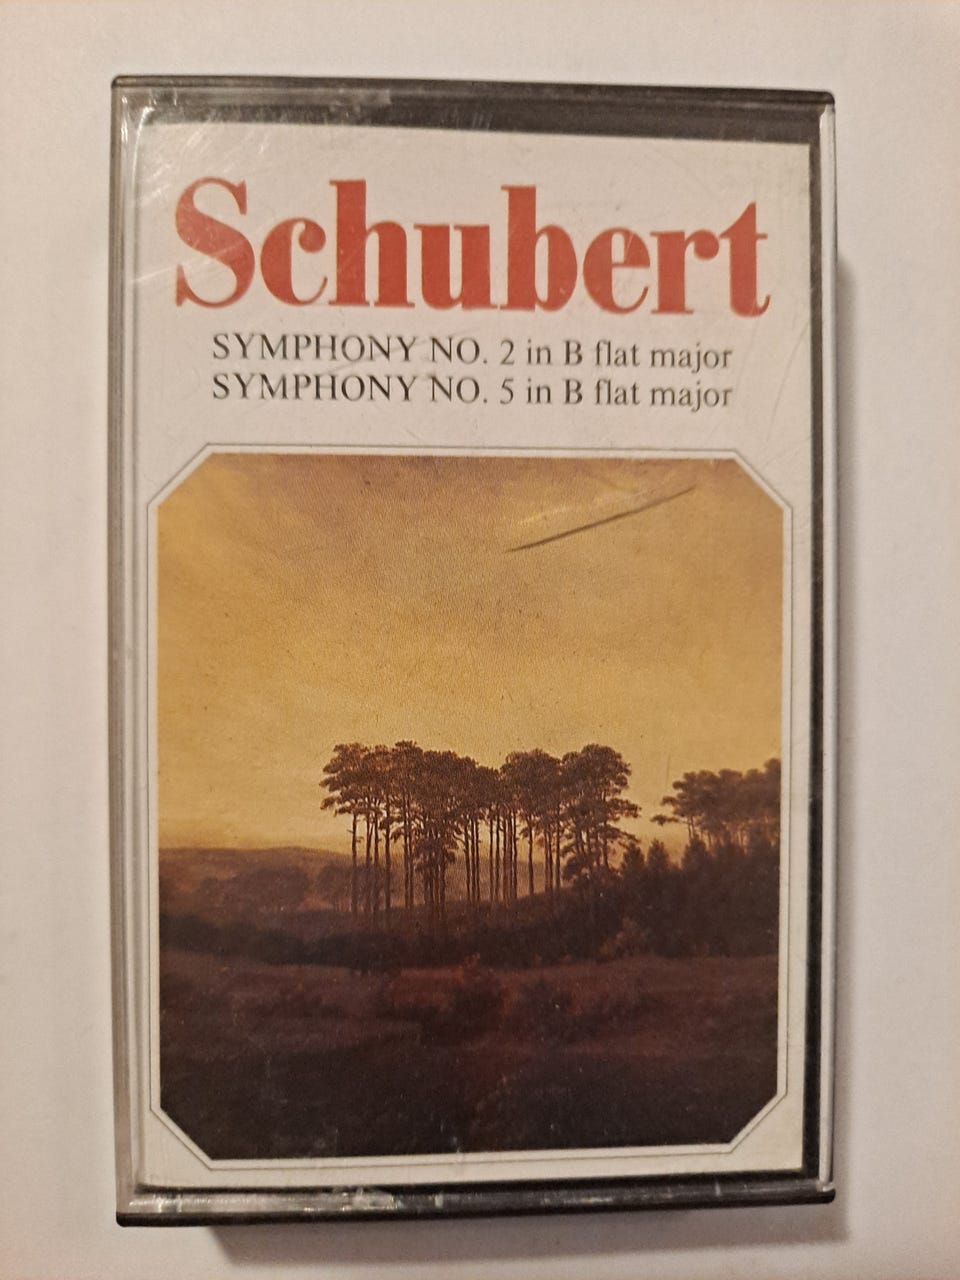 Schubert
SYMPHONY NO. 2 in B flat major
SYMPHONY NO. 5 in B flat major